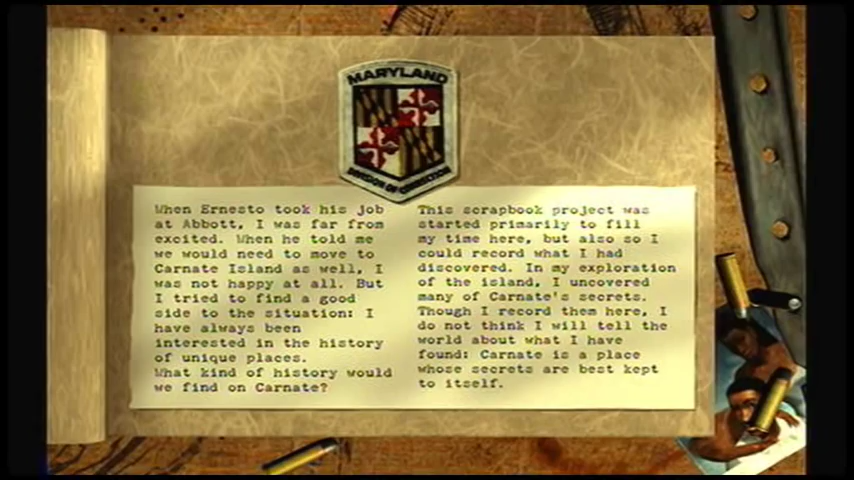 MARYLAND
DIVISION OF CORRECTION
When Ernesto took his job
at Abbott, I was far from
excited. When he told me
we would need to move to
Carnate Island as well, I
was not happy at all. But
I tried to find a good
side to the situation: I
have always been
interested in the history
of unique places.
What kind of history would
we find on Carnate?
This scrapbook project was
started primarily to fill
my time here, but also so I
could record what I had
discovered. In my exploration
of the island, I uncovered
many of Carnate's secrets.
Though I record them here, I
do not think I will tell the
world about what I have
found: Carnate is a place
whose secrets are best kept
to itself.